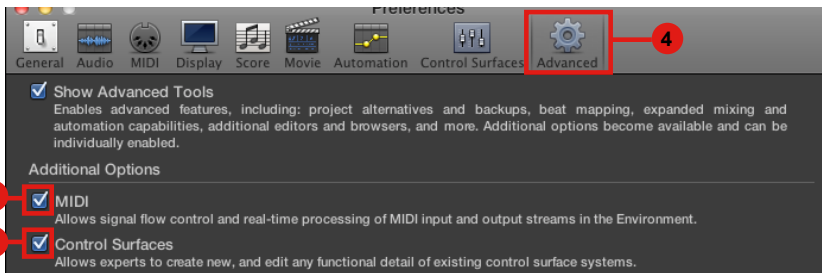 Preferences
General Audio MIDI Display Score Movie Automation Control Surfaces Advanced
4
Show Advanced Tools
Enables advanced features, including: project alternatives and backups, beat mapping, expanded mixing and
automation capabilities, additional editors and browsers, and more. Additional options become available and can be
individually enabled.
Additional Options
MIDI
Allows signal flow control and real-time processing of MIDI input and output streams in the Environment.
Control Surfaces
Allows experts to create new, and edit any functional detail of existing control surface systems.